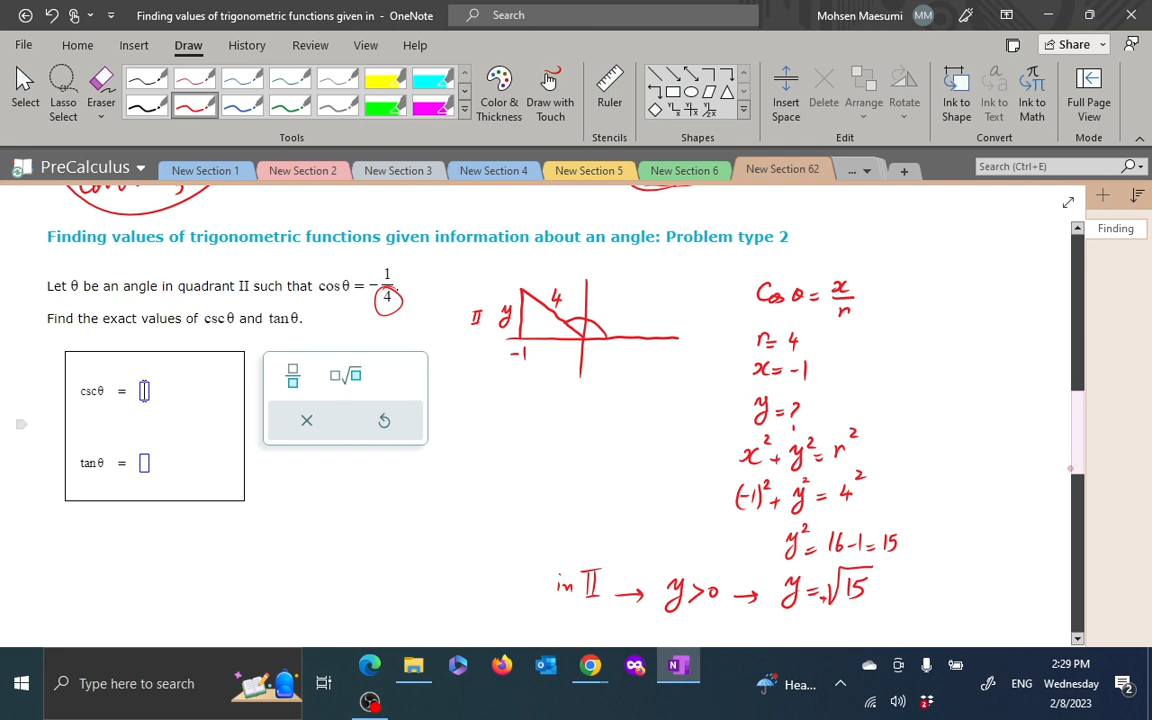 Finding values of trigonometric functions given in - OneNote
Search
Mohsen Maesumi MM
File Home Insert Draw History Review View Help
Share
Select
Lasso Select
Eraser
Color & Thickness
Draw with Touch
Ruler
Insert Space
Delete
Arrange
Rotate
Ink to Shape
Ink to Text
Ink to Math
Full Page View
Tools
Stencils
Shapes
Edit
Convert
Mode
PreCalculus
New Section 1 New Section 2 New Section 3 New Section 4 New Section 5 New Section 6 New Section 62 ...
Search (Ctrl+E)
Finding
Finding values of trigonometric functions given information about an angle: Problem type 2
Let θ be an angle in quadrant II such that cosθ = −1/4.
Find the exact values of cscθ and tanθ.
cscθ =
tanθ =
II y 4
-1
Cos θ = x/r
r = 4
x = -1
y = ?
x² + y² = r²
(-1)² + y² = 4²
y² = 16-1 = 15
in II → y > 0 → y = +√15
Type here to search
Hea...
ENG
2:29 PM
Wednesday
2/8/2023
2